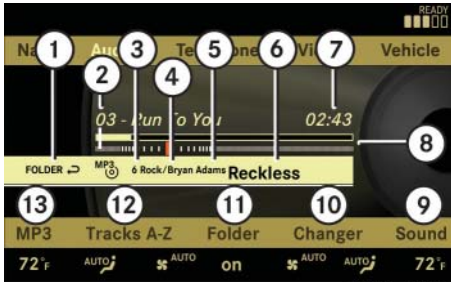 READY
Na Au Te one Vi Vehicle
1 3 4 5 6 7
2
03 - Run To You 02:43
8
FOLDER MP3 6 Rock/Bryan Adams Reckless
13 12 11 10 9
MP3 Tracks A-Z Folder Changer Sound
72°F AUTO AUTO on AUTO AUTO 72°F